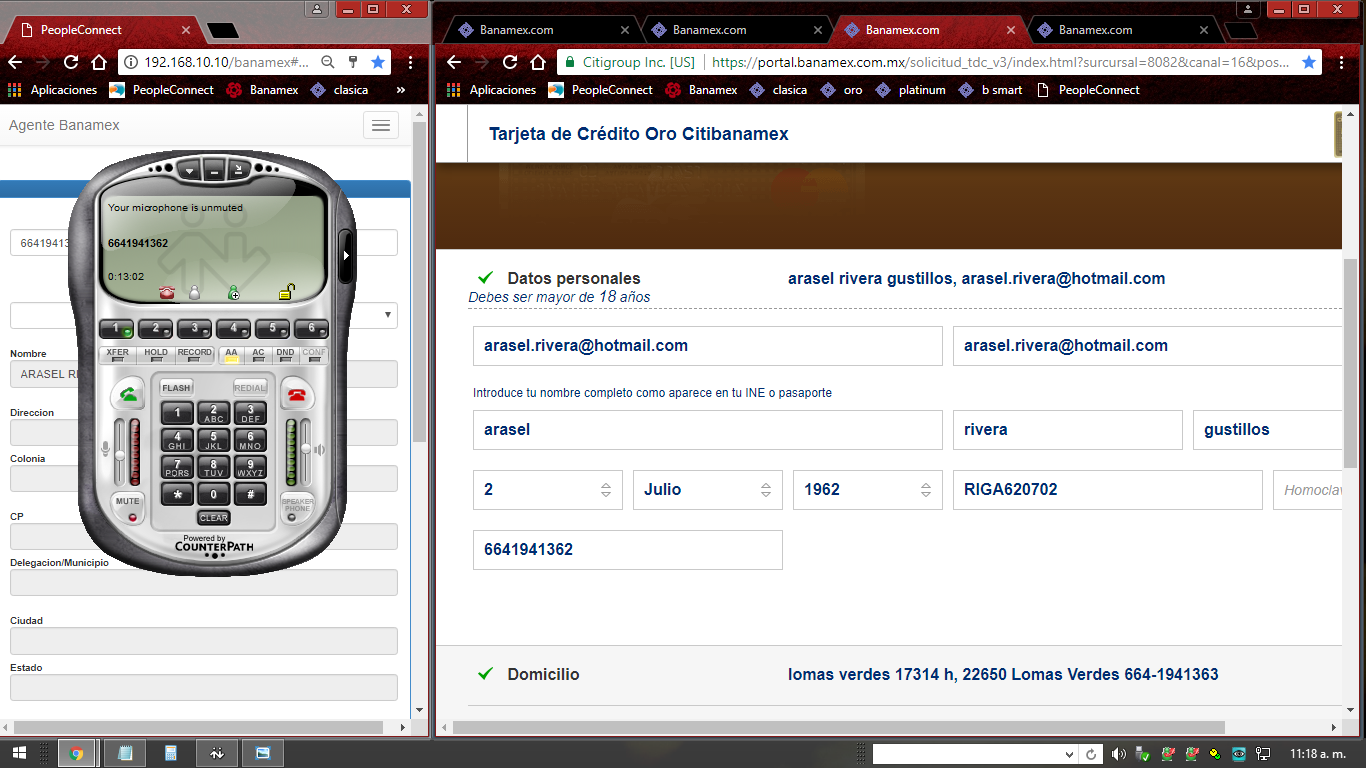 PeopleConnect
192.168.10.10/banamex#...
Aplicaciones PeopleConnect Banamex clasica »
Agente Banamex
Your microphone is unmuted
6641941362
0:13:02
1 2 3 4 5 6
XFER HOLD RECORD AA AC DND CONF
FLASH REDIAL
1 2 ABC 3 DEF
4 GHI 5 JKL 6 MNO
7 PQRS 8 TUV 9 WXYZ
* 0 #
MUTE SPEAKER PHONE
CLEAR
Powered by
COUNTERPATH
6641941
Nombre
ARASEL R
Direccion
Colonia
CP
Delegacion/Municipio
Ciudad
Estado
Banamex.com Banamex.com Banamex.com Banamex.com
Citigroup Inc. [US] https://portal.banamex.com.mx/solicitud_tdc_v3/index.html?surcursal=8082&canal=16&pos...
Aplicaciones PeopleConnect Banamex clasica oro platinum b smart PeopleConnect
Tarjeta de Crédito Oro Citibanamex
Datos personales arasel rivera gustillos, arasel.rivera@hotmail.com
Debes ser mayor de 18 años
arasel.rivera@hotmail.com arasel.rivera@hotmail.com
Introduce tu nombre completo como aparece en tu INE o pasaporte
arasel rivera gustillos
2 Julio 1962 RIGA620702 Homoclav
6641941362
Domicilio lomas verdes 17314 h, 22650 Lomas Verdes 664-1941363
11:18 a. m.